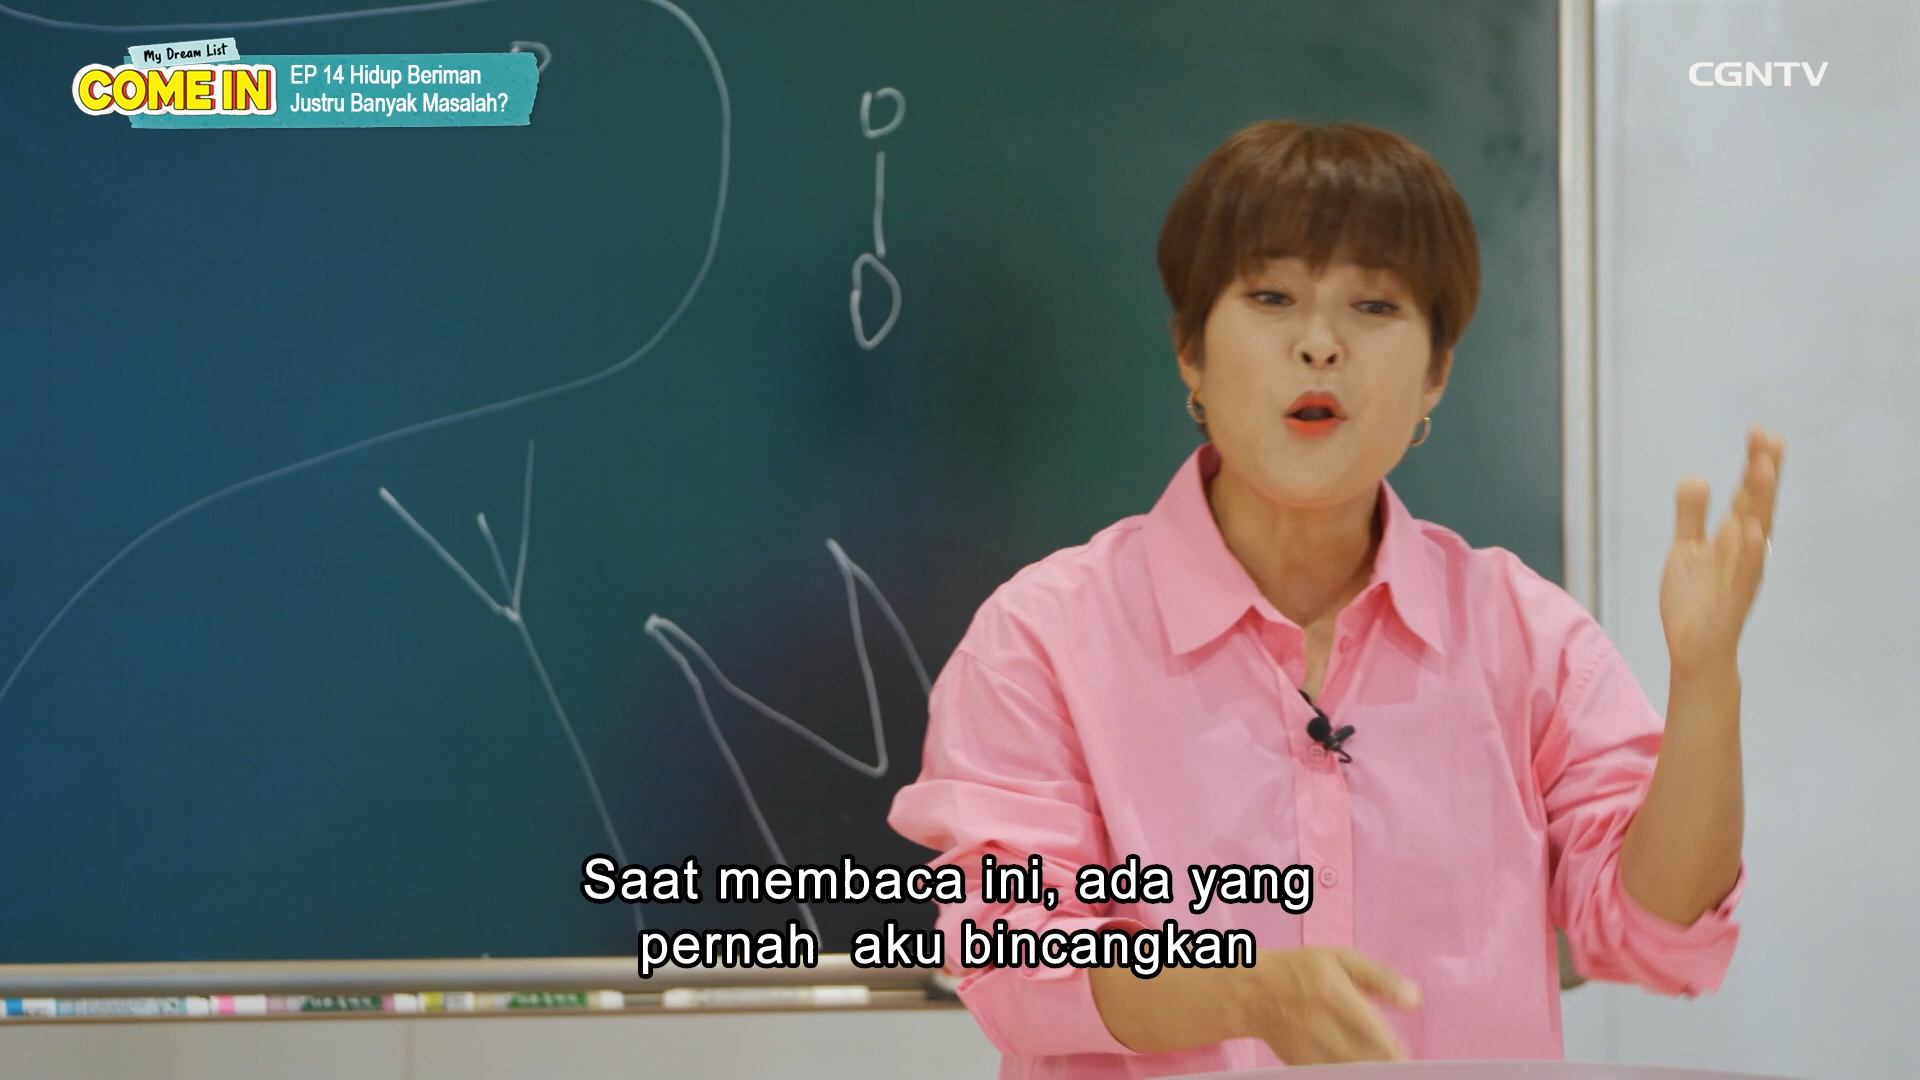 My Dream List
COME IN
EP 14 Hidup Beriman
Justru Banyak Masalah?
CGNTV
Y N
Saat membaca ini, ada yang
pernah  aku bincangkan